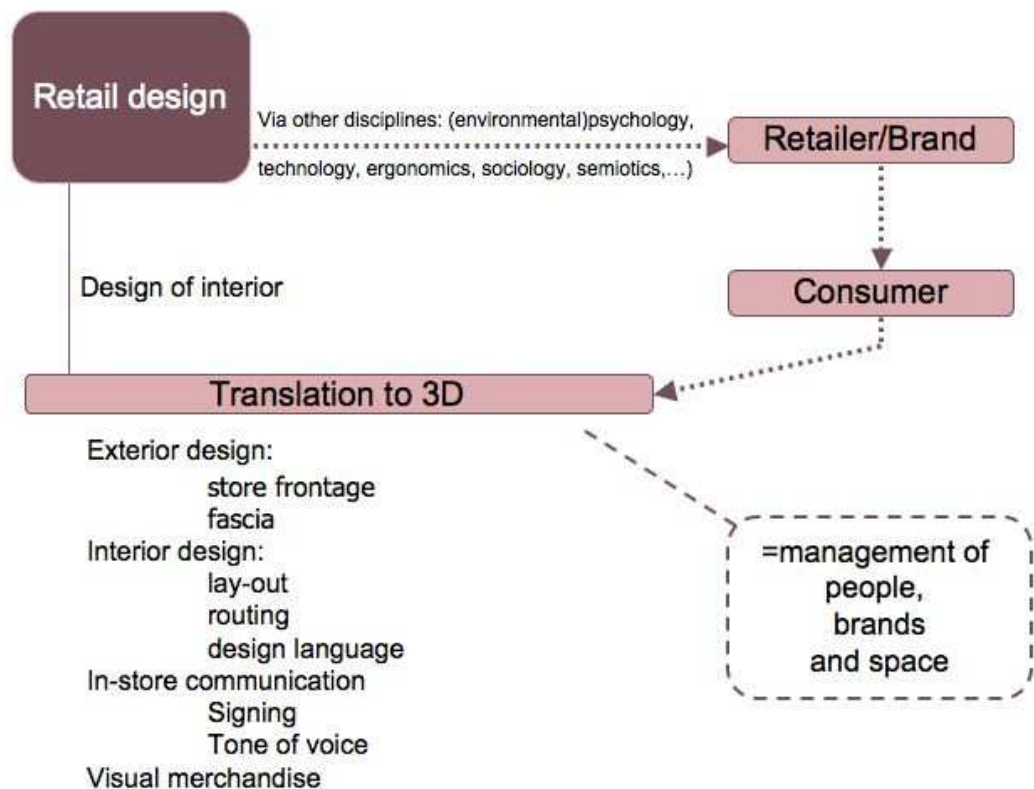 Retail design
Via other disciplines: (environmental)psychology,
technology, ergonomics, sociology, semiotics,...)
Retailer/Brand
Design of interior
Consumer
Translation to 3D
Exterior design:
store frontage
fascia
Interior design:
lay-out
routing
design language
In-store communication
Signing
Tone of voice
Visual merchandise
=management of
people,
brands
and space